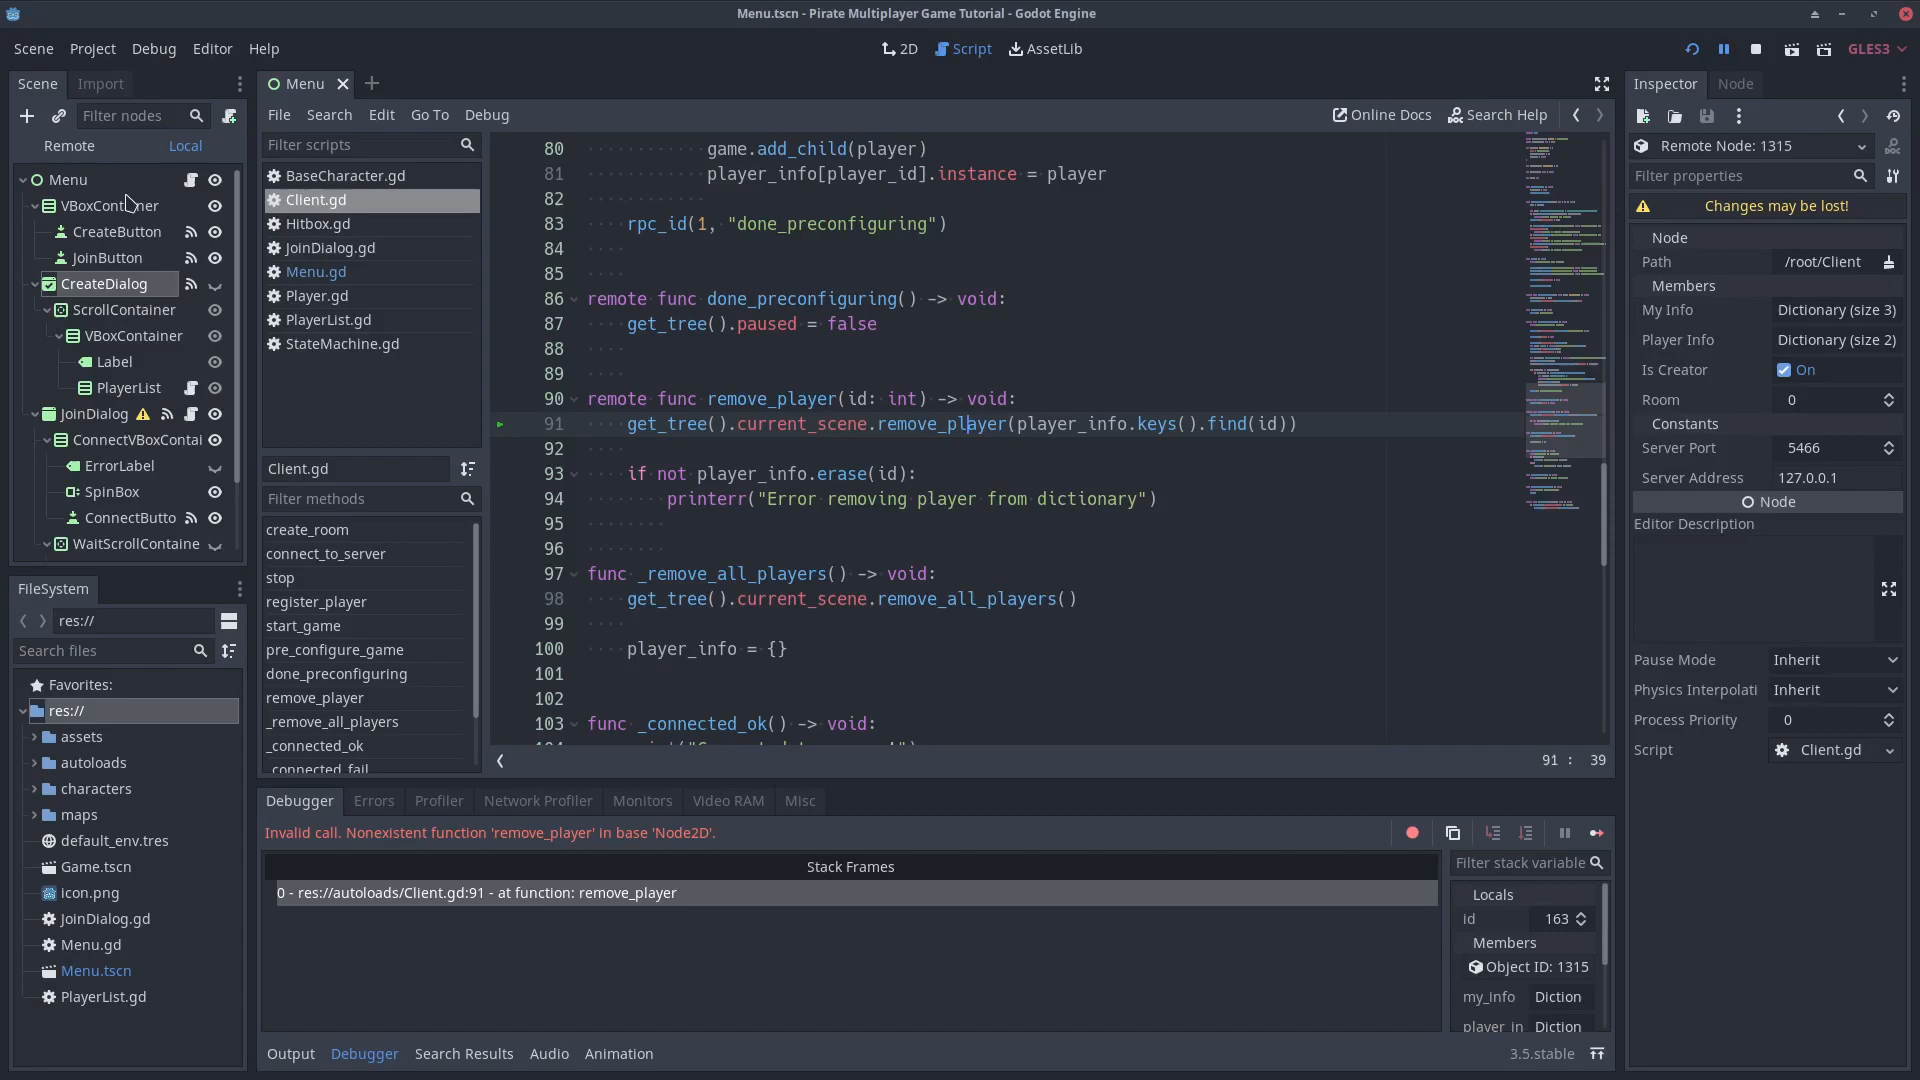 Menu.tscn - Pirate Multiplayer Game Tutorial - Godot Engine
Scene Project Debug Editor Help
2D Script AssetLib
GLES3
Scene Import
Filter nodes
Remote Local
Menu
VBoxContainer
CreateButton
JoinButton
CreateDialog
ScrollContainer
VBoxContainer
Label
PlayerList
JoinDialog
ConnectVBoxContai
ErrorLabel
SpinBox
ConnectButto
WaitScrollContaine
FileSystem
res://
Search files
Favorites:
res://
assets
autoloads
characters
maps
default_env.tres
Game.tscn
icon.png
JoinDialog.gd
Menu.gd
Menu.tscn
PlayerList.gd
Menu
File Search Edit Go To Debug
Online Docs Search Help
Filter scripts
BaseCharacter.gd
Client.gd
Hitbox.gd
JoinDialog.gd
Menu.gd
Player.gd
PlayerList.gd
StateMachine.gd
Client.gd
Filter methods
create_room
connect_to_server
stop
register_player
start_game
pre_configure_game
done_preconfiguring
remove_player
_remove_all_players
_connected_ok
_connected_fail
80 game.add_child(player)
81 player_info[player_id].instance = player
82
83 rpc_id(1, "done_preconfiguring")
84
85
86 remote func done_preconfiguring() -> void:
87 get_tree().paused = false
88
89
90 remote func remove_player(id: int) -> void:
91 get_tree().current_scene.remove_player(player_info.keys().find(id))
92
93 if not player_info.erase(id):
94 printerr("Error removing player from dictionary")
95
96
97 func _remove_all_players() -> void:
98 get_tree().current_scene.remove_all_players()
99
100 player_info = {}
101
102
103 func _connected_ok() -> void:
91 : 39
Debugger Errors Profiler Network Profiler Monitors Video RAM Misc
Invalid call. Nonexistent function 'remove_player' in base 'Node2D'.
Stack Frames
0 - res://autoloads/Client.gd:91 - at function: remove_player
Filter stack variable
Locals
id 163
Members
Object ID: 1315
my_info Diction
player_in Diction
Output Debugger Search Results Audio Animation
3.5.stable
Inspector Node
Remote Node: 1315
Filter properties
Changes may be lost!
Node
Path /root/Client
Members
My Info Dictionary (size 3)
Player Info Dictionary (size 2)
Is Creator On
Room 0
Constants
Server Port 5466
Server Address 127.0.0.1
Node
Editor Description
Pause Mode Inherit
Physics Interpolati Inherit
Process Priority 0
Script Client.gd